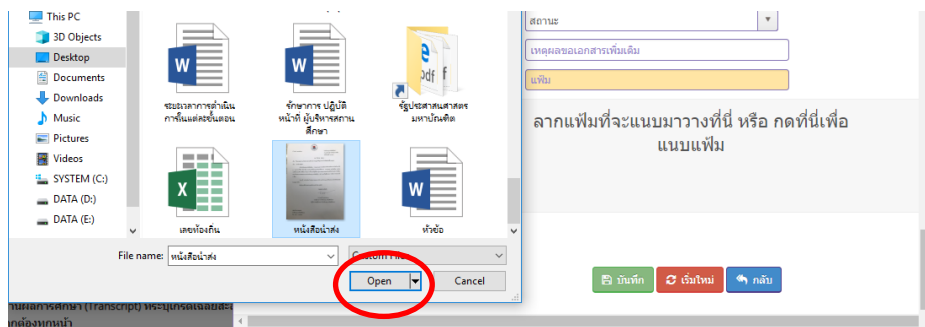 This PC
3D Objects
Desktop
Documents
Downloads
Music
Pictures
Videos
SYSTEM (C:)
DATA (D:)
DATA (E:)
ระยะเวลาการดำเนิน
การในแต่ละขั้นตอน
รักษาการ ปฏิบัติ
หน้าที่ ผู้บริหารสถาน
ศึกษา
รัฐประศาสนศาสตร
มหาบัณฑิต
เลขท้องถิ่น
หนังสือนำส่ง
หัวข้อ
File name:
หนังสือนำส่ง
Custom Files
Open
Cancel
สถานะ
เหตุผลขอเอกสารเพิ่มเติม
แฟ้ม
ลากแฟ้มที่จะแนบมาวางที่นี่ หรือ กดที่นี่เพื่อ
แนบแฟ้ม
บันทึก
เริ่มใหม่
กลับ
(Transcript)